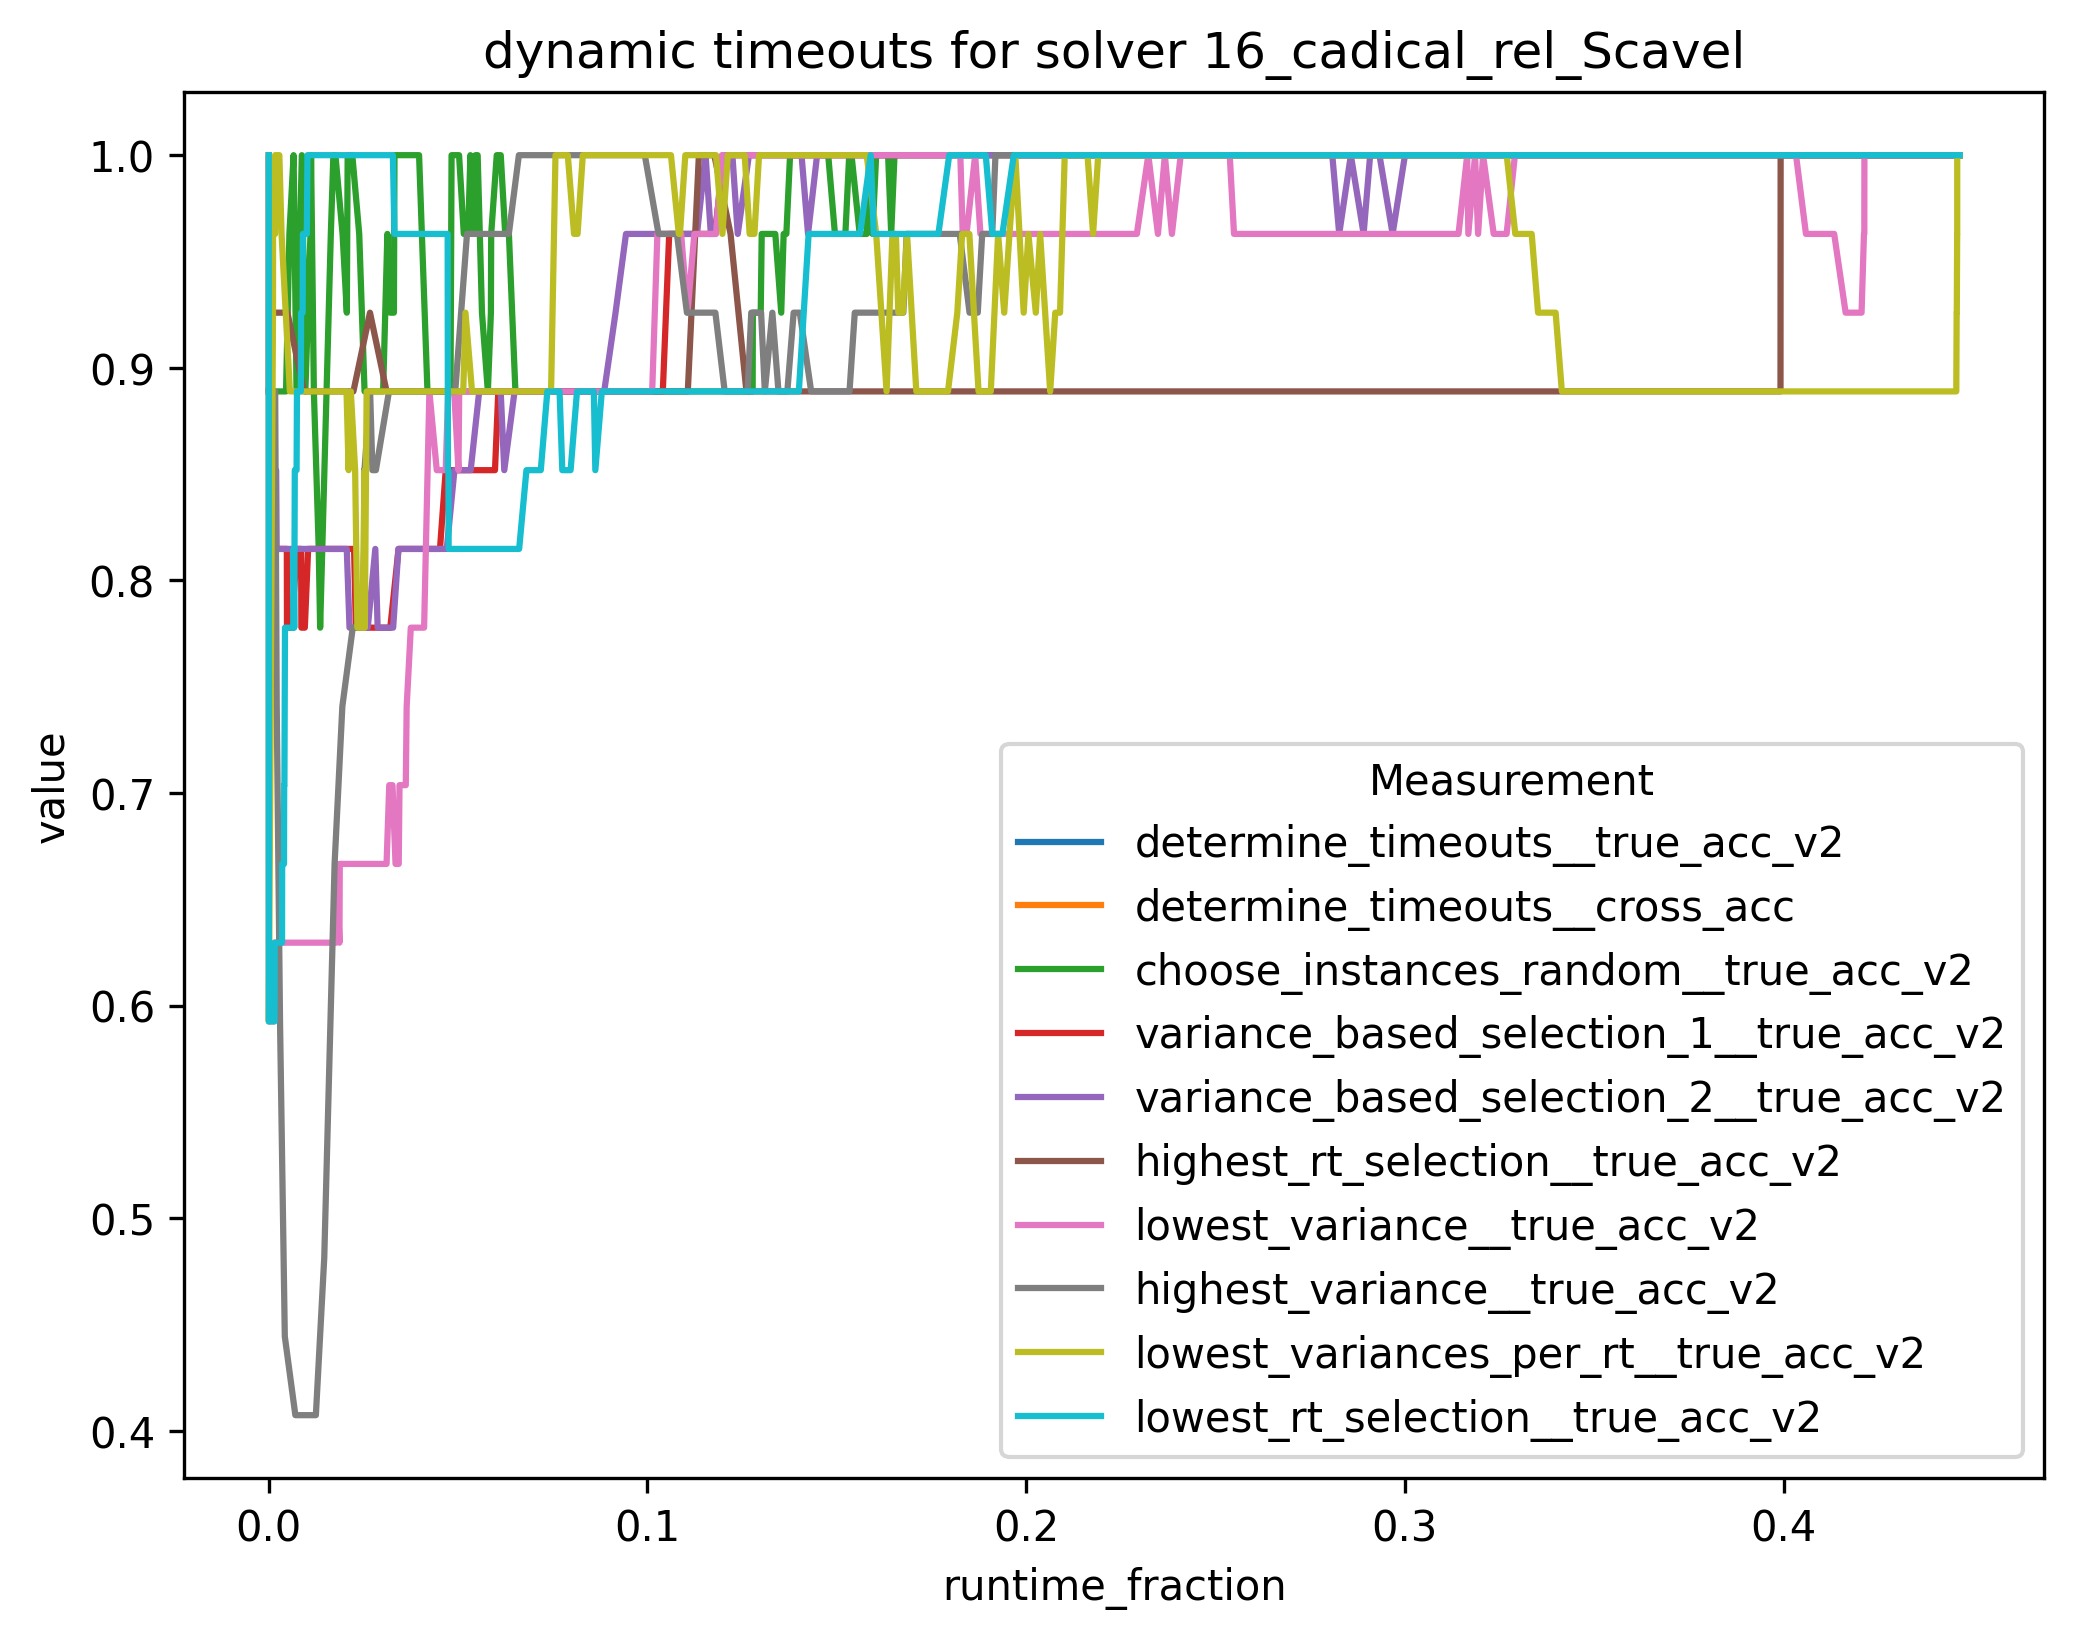 dynamic timeouts for solver 16_cadical_rel_Scavel
1.0
0.9
0.8
0.7
0.6
0.5
0.4
value
Measurement
determine_timeouts__true_acc_v2
determine_timeouts__cross_acc
choose_instances_random__true_acc_v2
variance_based_selection_1__true_acc_v2
variance_based_selection_2__true_acc_v2
highest_rt_selection__true_acc_v2
lowest_variance__true_acc_v2
highest_variance__true_acc_v2
lowest_variances_per_rt__true_acc_v2
lowest_rt_selection__true_acc_v2
0.0 0.1 0.2 0.3 0.4
runtime_fraction